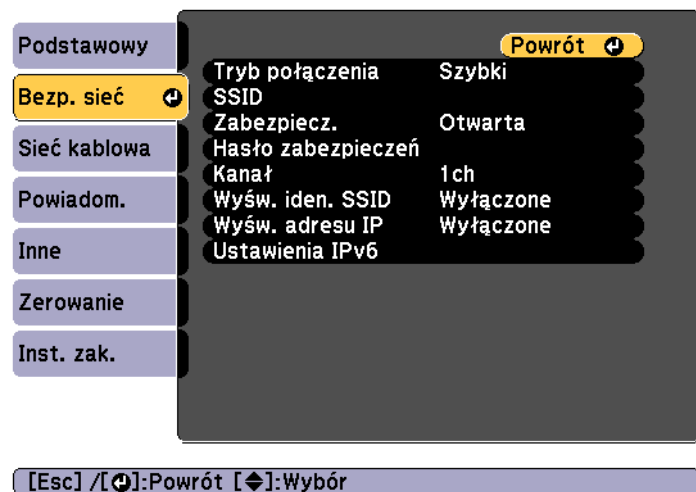 Podstawowy
Bezp. sieć
Sieć kablowa
Powiadom.
Inne
Zerowanie
Inst. zak.
Powrót
Tryb połączenia Szybki
SSID
Zabezpiecz. Otwarta
Hasło zabezpieczeń
Kanał 1ch
Wyśw. iden. SSID Wyłączone
Wyśw. adresu IP Wyłączone
Ustawienia IPv6
[Esc] /[⏎]:Powrót [♦]:Wybór